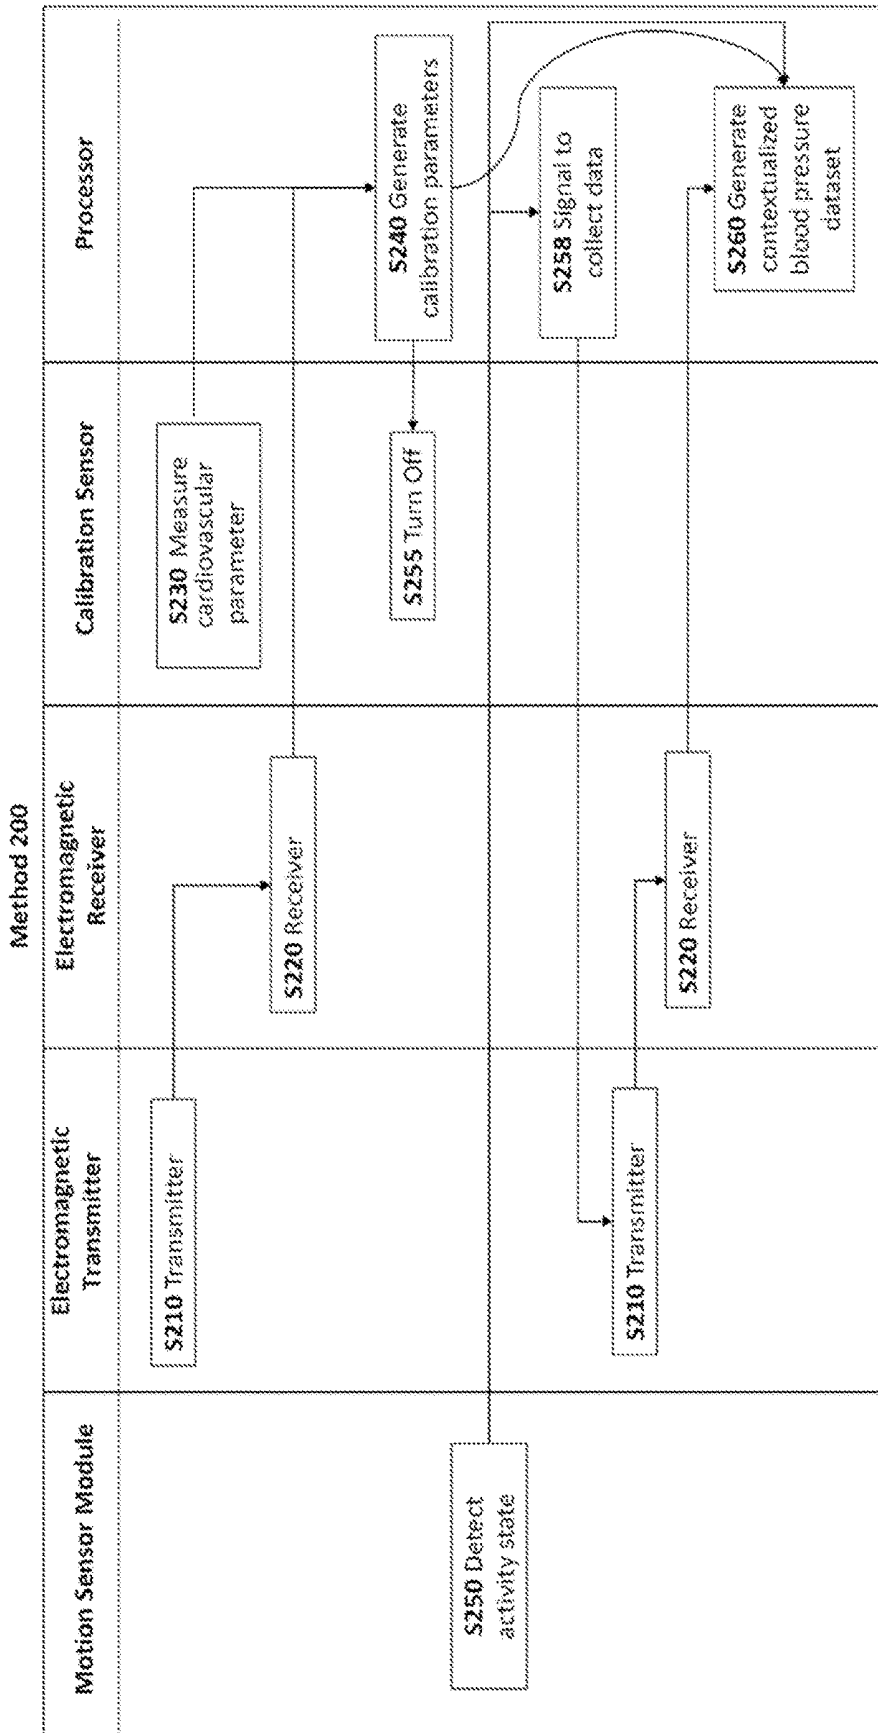 Method 200
Motion Sensor Module
Electromagnetic
Transmitter
Electromagnetic
Receiver
Calibration Sensor
Processor
S210 Transmitter
S220 Receiver
S230 Measure
cardiovascular
parameter
S240 Generate
calibration parameters
S255 Turn Off
S250 Detect
activity state
S258 Signal to
collect data
S210 Transmitter
S220 Receiver
S260 Generate
contextualized
blood pressure
dataset